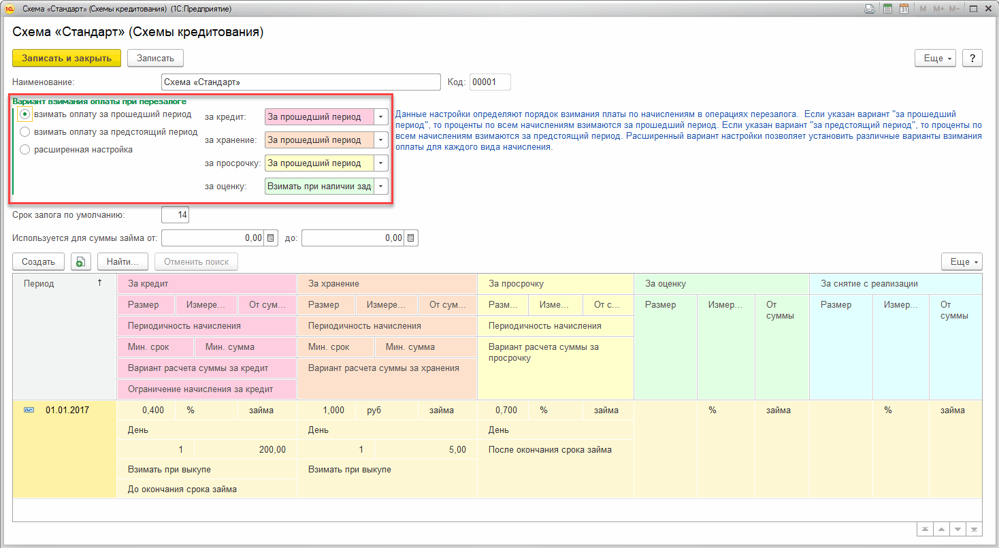 Схема «Стандарт» (Схемы кредитования) (1С:Предприятие)
M M+ M-
Схема «Стандарт» (Схемы кредитования)
Записать и закрыть
Записать
Еще
?
Наименование:
Схема «Стандарт»
Код:
00001
Вариант взимания оплаты при перезалоге
взимать оплату за прошедший период
взимать оплату за предстоящий период
расширенная настройка
за кредит:
За прошедший период
за хранение:
За прошедший период
за просрочку:
За прошедший период
за оценку:
Взимать при наличии зад
Данные настройки определяют порядок взимания платы по начислениям в операциях перезалога. Если указан вариант "за прошедший
период", то проценты по всем начислениям взимаются за прошедший период. Если указан вариант "за предстоящий период", то проценты по
всем начислениям взимаются за предстоящий период. Расширенный вариант настройки позволяет установить различные варианты взимания
оплаты для каждого вида начисления.
Срок залога по умолчанию:
14
Используется для суммы займа от:
0,00
до:
0,00
Создать
Найти...
Отменить поиск
Еще
Период
За кредит
За хранение
За просрочку
За оценку
За снятие с реализации
Размер
Измере...
От сум...
Размер
Измере...
От сум...
Разм...
Изме...
От с...
Размер
Измер...
От
суммы
Размер
Измер...
От
суммы
Периодичность начисления
Периодичность начисления
Периодичность начисления
Мин. срок
Мин. сумма
Мин. срок
Мин. сумма
Вариант расчета суммы за
просрочку
Вариант расчета суммы за кредит
Вариант расчета суммы за хранения
Ограничение начисления за кредит
01.01.2017
0,400
%
займа
1,000
руб
займа
0,700
%
займа
%
займа
%
займа
День
День
День
1
200,00
1
5,00
После окончания срока займа
Взимать при выкупе
Взимать при выкупе
До окончания срока займа